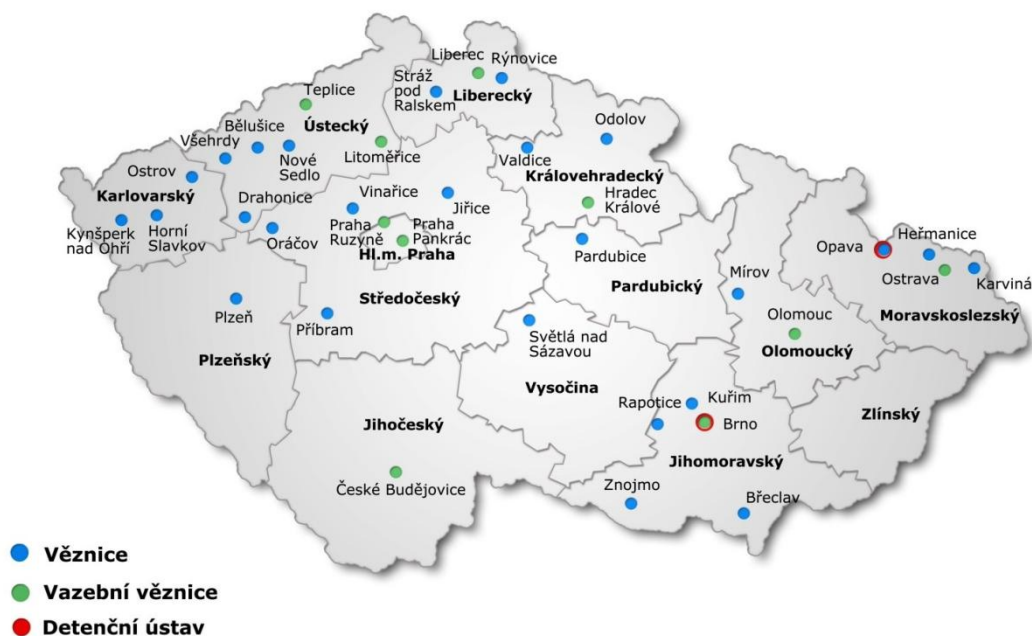 Liberec
Rýnovice
Stráž
pod
Ralskem
Liberecký
Teplice
Ústecký
Bělušice
Všehrdy
Nové
Sedlo
Litoměřice
Odolov
Valdice
Královehradecký
Hradec
Králové
Ostrov
Karlovarský
Kynšperk
nad Ohří
Horní
Slavkov
Drahonice
Oráčov
Vinařice
Jiřice
Praha
Ruzyně
Praha
Pankrác
Hl.m. Praha
Středočeský
Příbram
Plzeň
Plzeňský
Pardubice
Pardubický
Opava
Heřmanice
Ostrava
Karviná
Moravskoslezský
Mírov
Olomouc
Olomoucký
Světlá nad
Sázavou
Vysočina
Zlínský
Rapotice
Kuřim
Brno
Jihomoravský
Jihočeský
České Budějovice
Znojmo
Břeclav
Věznice
Vazební věznice
Detenční ústav